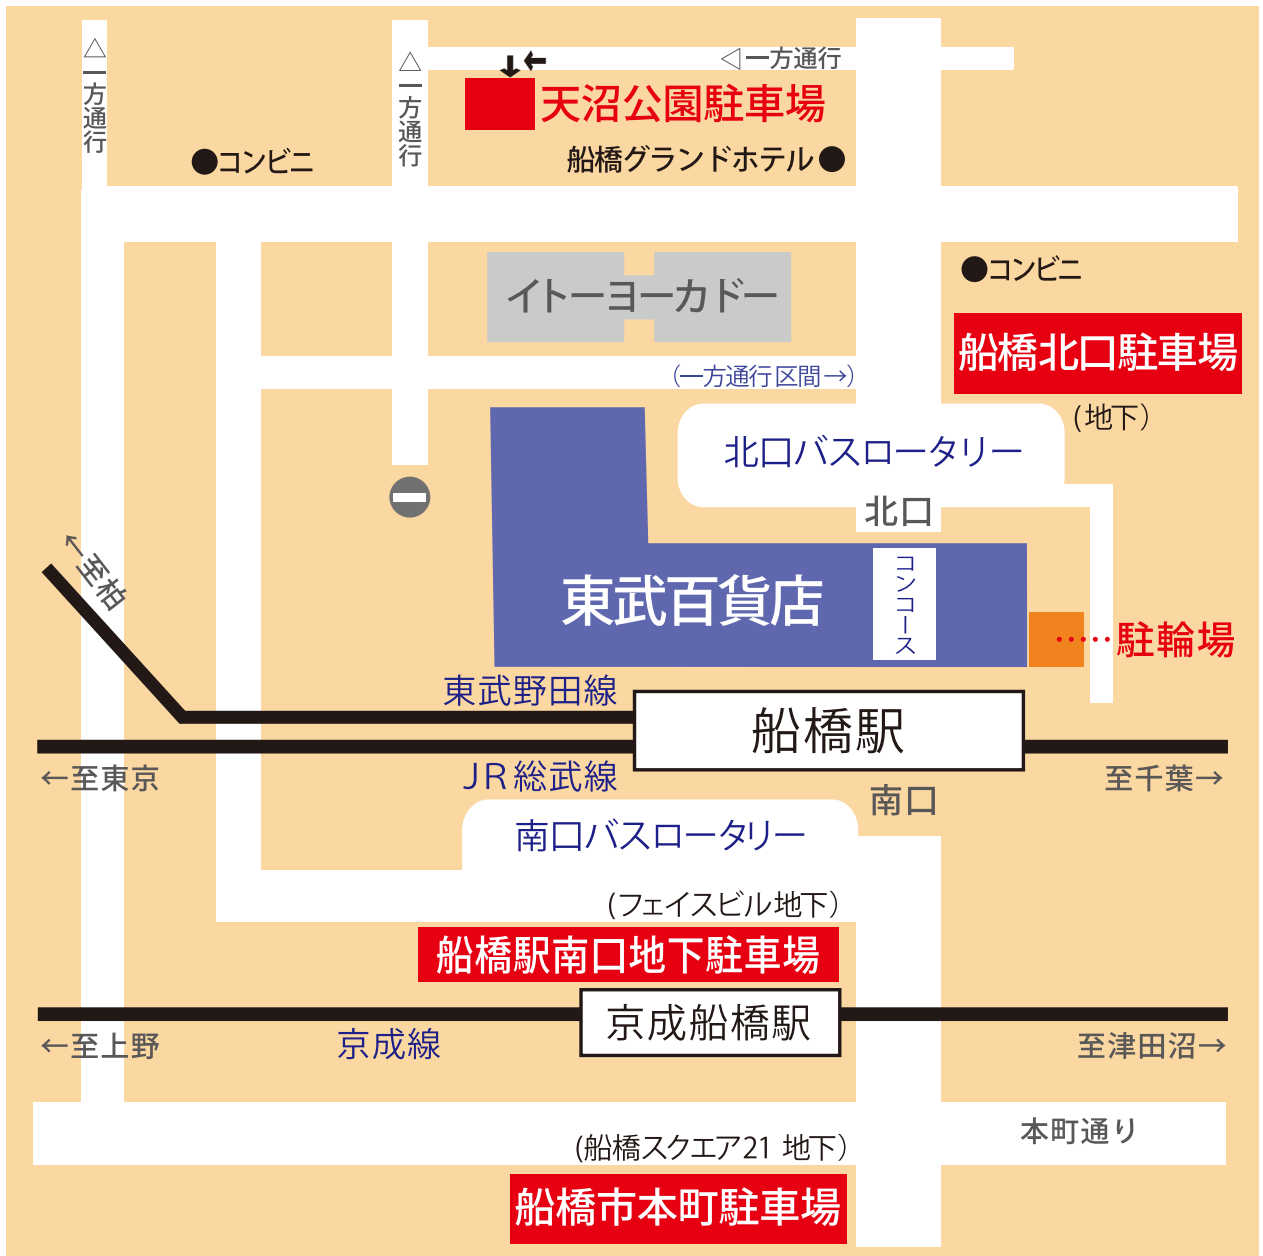 △一方通行
△一方通行
◁一方通行
天沼公園駐車場
●コンビニ
船橋グランドホテル●
イトーヨーカドー
●コンビニ
船橋北口駐車場
(地下)
(一方通行区間→)
北口バスロータリー
北口
←至柏
東武百貨店
コンコース
駐輪場
東武野田線
船橋駅
←至東京
JR総武線
至千葉→
南口
南口バスロータリー
(フェイスビル地下)
船橋駅南口地下駐車場
京成船橋駅
←至上野
京成線
至津田沼→
本町通り
(船橋スクエア21 地下)
船橋市本町駐車場